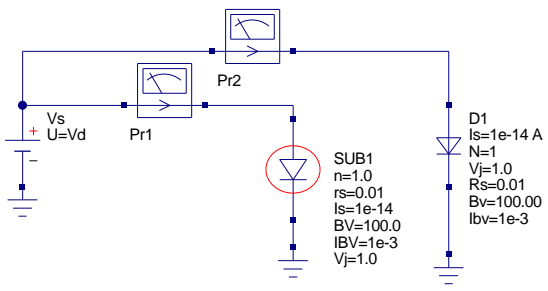 Pr2
Vs
U=Vd
Pr1
SUB1
n=1.0
rs=0.01
Is=1e-14
BV=100.0
IBV=1e-3
Vj=1.0
D1
Is=1e-14 A
N=1
Vj=1.0
Rs=0.01
Bv=100.00
Ibv=1e-3